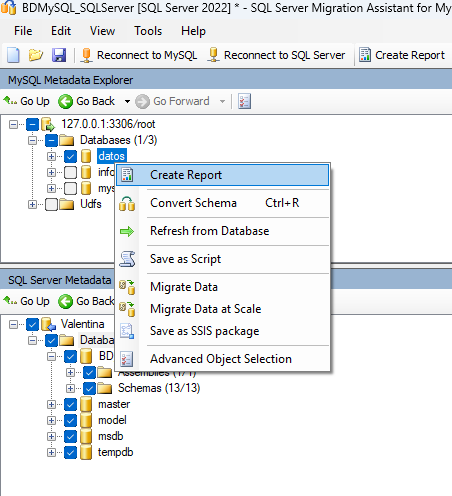 BDMySQL_SQLServer [SQL Server 2022] * - SQL Server Migration Assistant for My
File Edit View Tools Help
Reconnect to MySQL Reconnect to SQL Server Create Report
MySQL Metadata Explorer
Go Up Go Back Go Forward
127.0.0.1:3306/root
Databases (1/3)
datos
info
mys
Udfs
Create Report
Convert Schema Ctrl+R
Refresh from Database
Save as Script
Migrate Data
Migrate Data at Scale
Save as SSIS package
Advanced Object Selection
SQL Server Metadata
Go Up Go Back
Valentina
Databa
BD
Assemblies (1/1)
Schemas (13/13)
master
model
msdb
tempdb